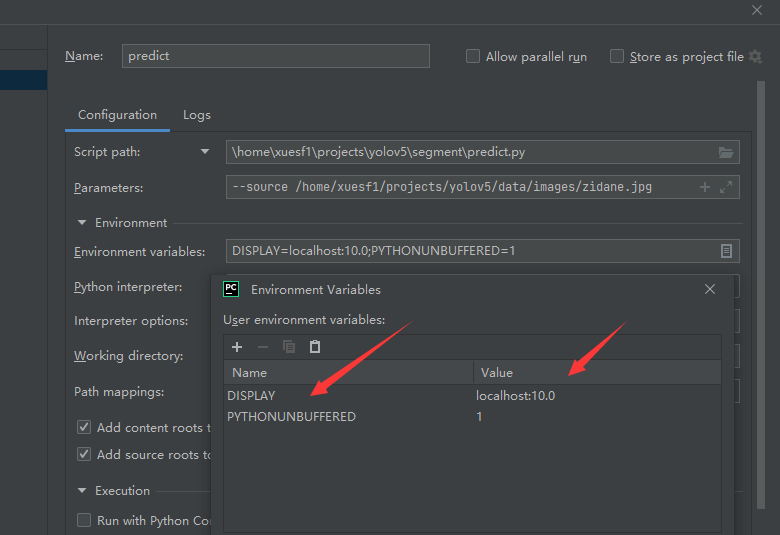 Name:
predict
Allow parallel run
Store as project file
Configuration
Logs
Script path:
\home\xuesf1\projects\yolov5\segment\predict.py
Parameters:
--source /home/xuesf1/projects/yolov5/data/images/zidane.jpg
Environment
Environment variables:
DISPLAY=localhost:10.0;PYTHONUNBUFFERED=1
Python interpreter:
Interpreter options:
Working directory:
Path mappings:
Add content roots t
Add source roots to
Execution
Run with Python Con
PC
Environment Variables
User environment variables:
Name Value
DISPLAY localhost:10.0
PYTHONUNBUFFERED 1